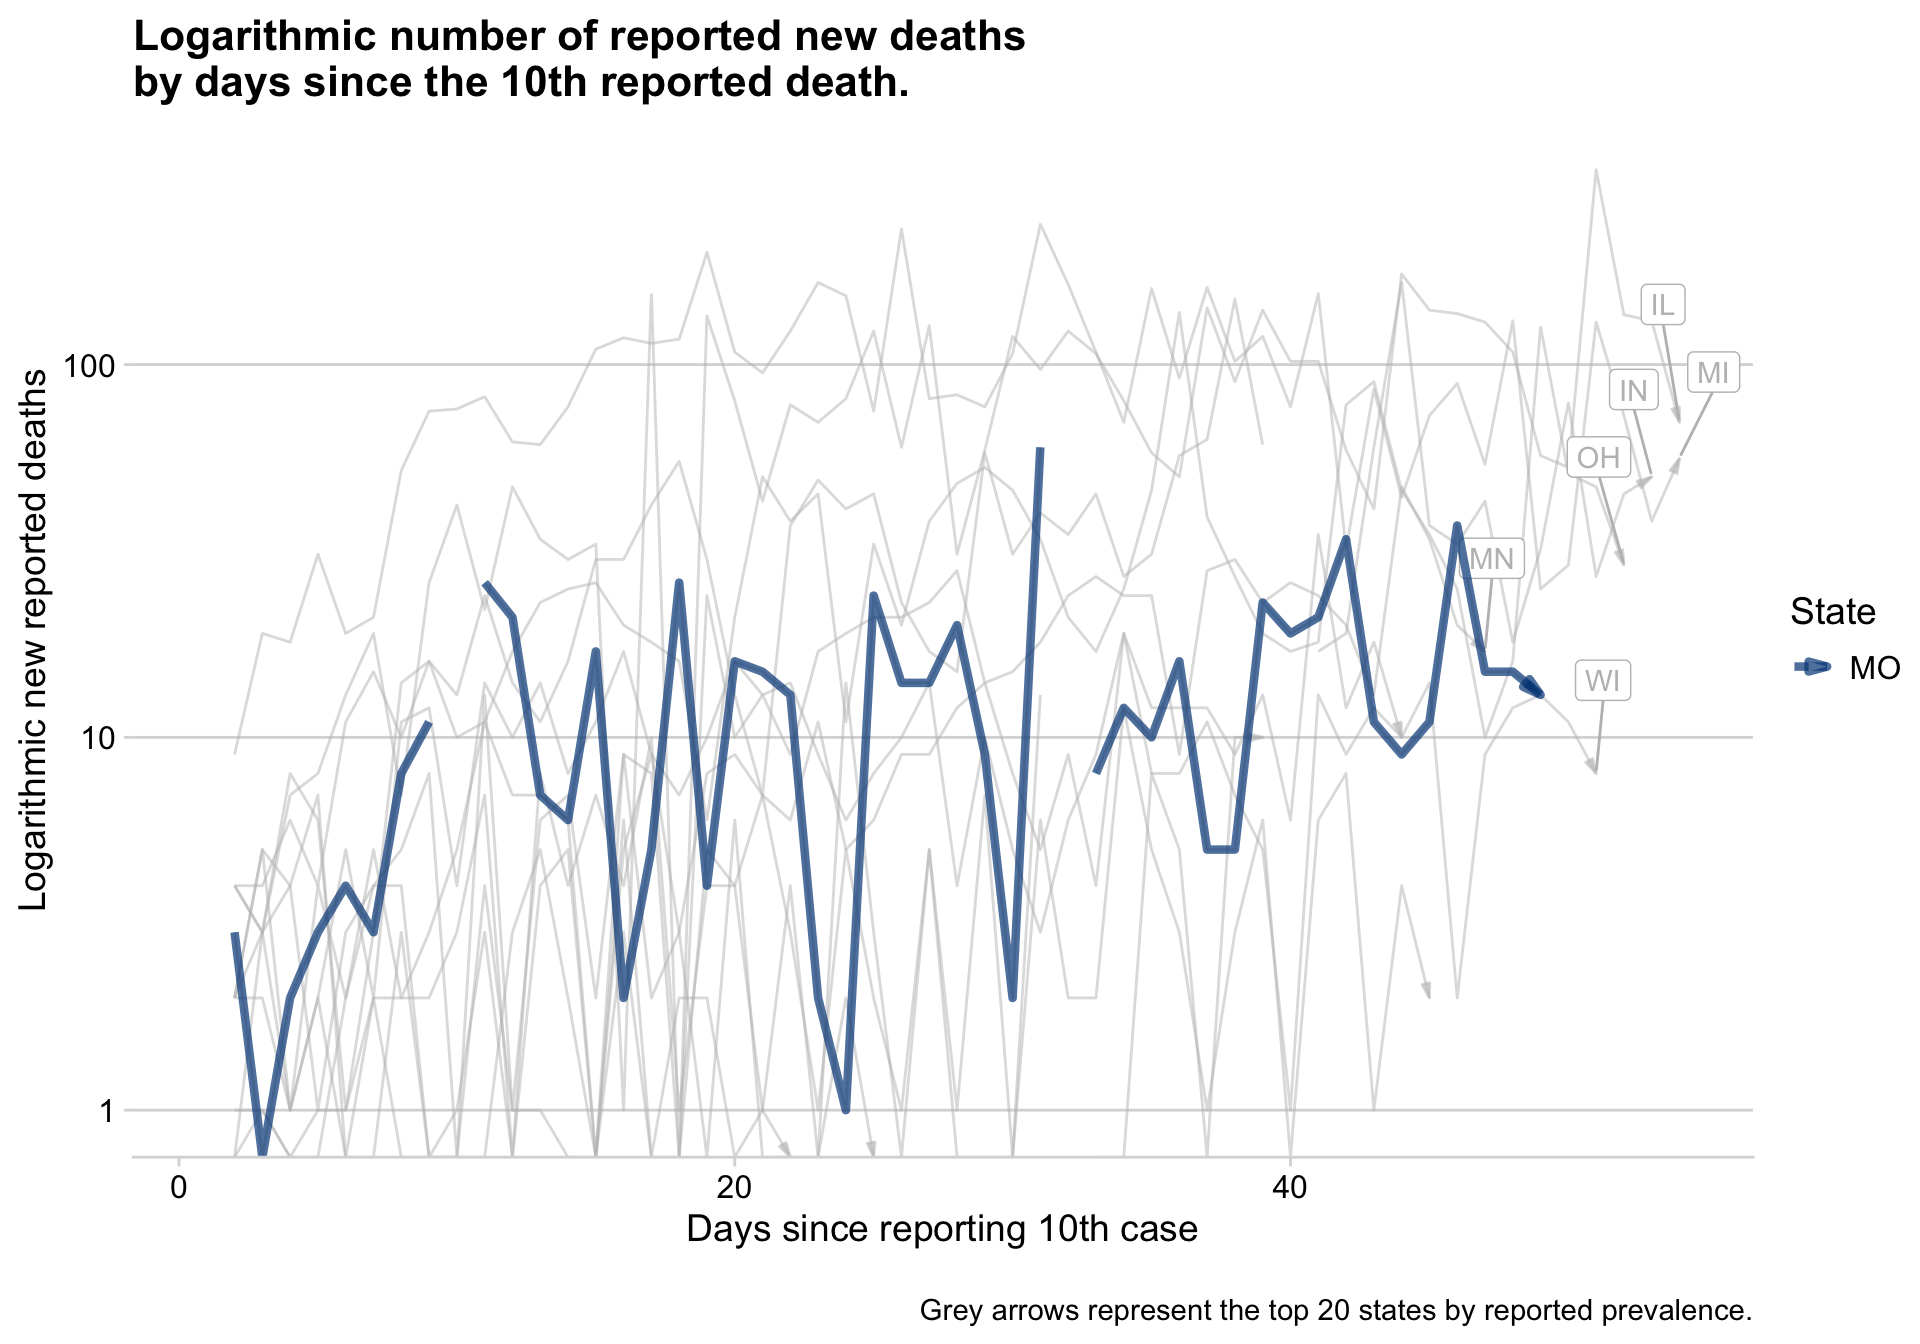 Logarithmic number of reported new deaths
by days since the 10th reported death.
Logarithmic new reported deaths
100
10
1
IL
MI
IN
OH
MN
WI
State
MO
0
20
40
Days since reporting 10th case
Grey arrows represent the top 20 states by reported prevalence.